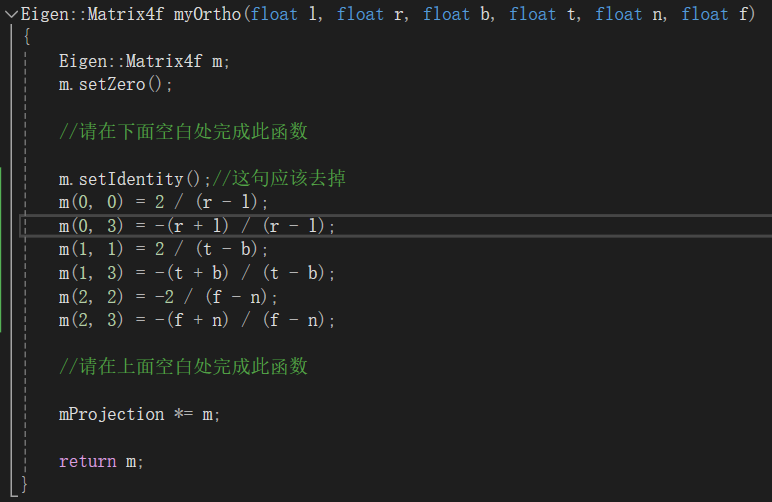 Eigen::Matrix4f myOrtho(float l, float r, float b, float t, float n, float f)
{
Eigen::Matrix4f m;
m.setZero();
//请在下面空白处完成此函数
m.setIdentity();//这句应该去掉
m(0, 0) = 2 / (r - l);
m(0, 3) = -(r + l) / (r - l);
m(1, 1) = 2 / (t - b);
m(1, 3) = -(t + b) / (t - b);
m(2, 2) = -2 / (f - n);
m(2, 3) = -(f + n) / (f - n);
//请在上面空白处完成此函数
mProjection *= m;
return m;
}